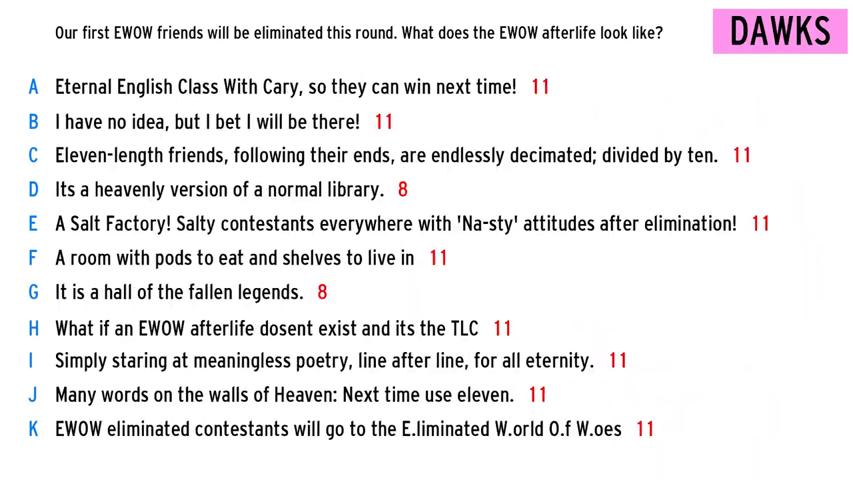 Our first EWOW friends will be eliminated this round. What does the EWOW afterlife look like?
DAWKS
A Eternal English Class With Cary, so they can win next time! 11
B I have no idea, but I bet I will be there! 11
C Eleven-length friends, following their ends, are endlessly decimated; divided by ten. 11
D Its a heavenly version of a normal library. 8
E A Salt Factory! Salty contestants everywhere with 'Na-sty' attitudes after elimination! 11
F A room with pods to eat and shelves to live in 11
G It is a hall of the fallen legends. 8
H What if an EWOW afterlife dosent exist and its the TLC 11
I Simply staring at meaningless poetry, line after line, for all eternity. 11
J Many words on the walls of Heaven: Next time use eleven. 11
K EWOW eliminated contestants will go to the E.liminated W.orld O.f W.oes 11